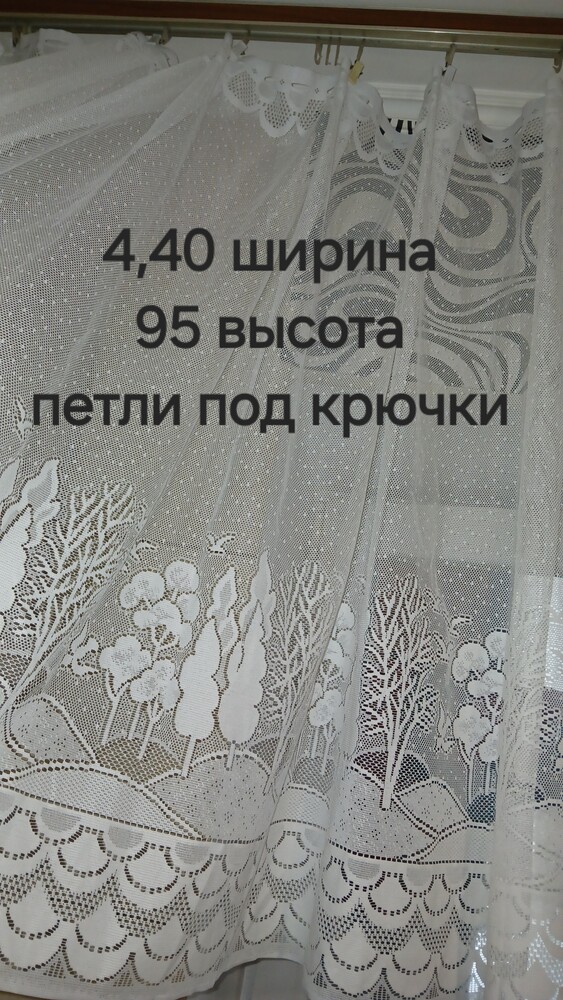 4,40 ширина
95 высота
петли под крючки